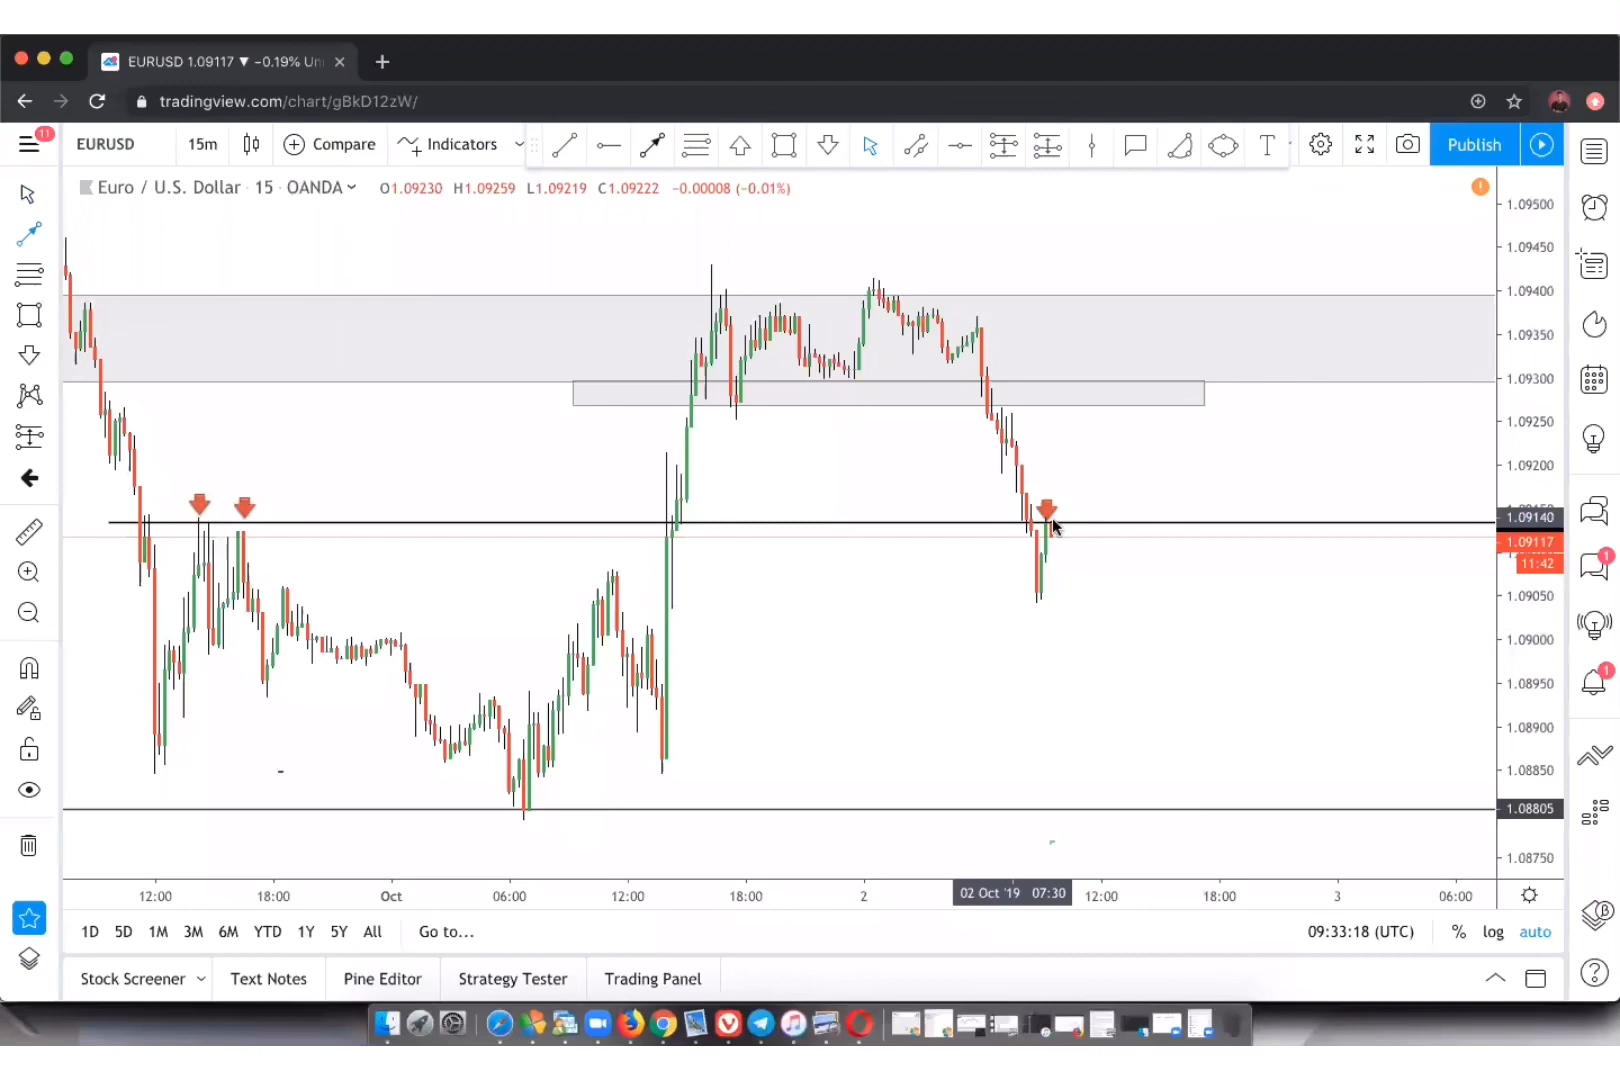 EURUSD 1.09117 ▼ −0.19% Un
tradingview.com/chart/gBkD12zW/
11
EURUSD 15m Compare Indicators T Publish
Euro / U.S. Dollar · 15 · OANDA O1.09230 H1.09259 L1.09219 C1.09222 −0.00008 (−0.01%)
1.09500
1.09450
1.09400
1.09350
1.09300
1.09250
1.09200
1.09140
1.09117
11:42
1.09050
1.09000
1.08950
1.08900
1.08850
1.08805
1.08750
1
1
12:00 18:00 Oct 06:00 12:00 18:00 2 02 Oct '19 07:30 12:00 18:00 3 06:00
1D 5D 1M 3M 6M YTD 1Y 5Y All Go to... 09:33:18 (UTC) % log auto
Stock Screener Text Notes Pine Editor Strategy Tester Trading Panel